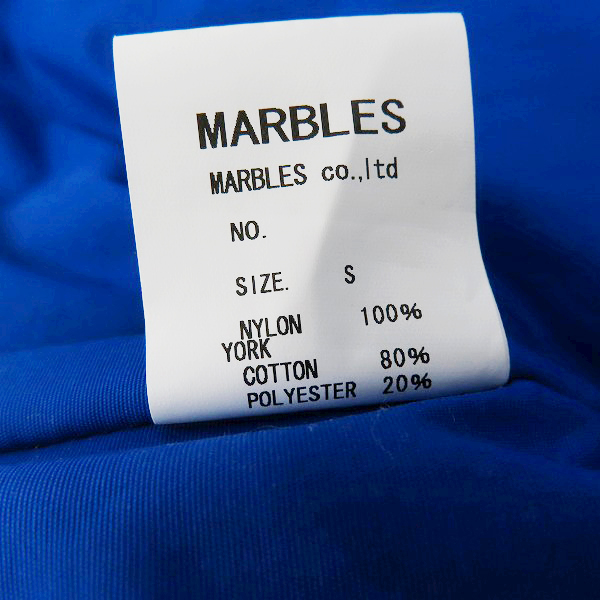 MARBLES
MARBLES co.,ltd
NO.
SIZE. S
NYLON 100%
YORK
COTTON 80%
POLYESTER 20%